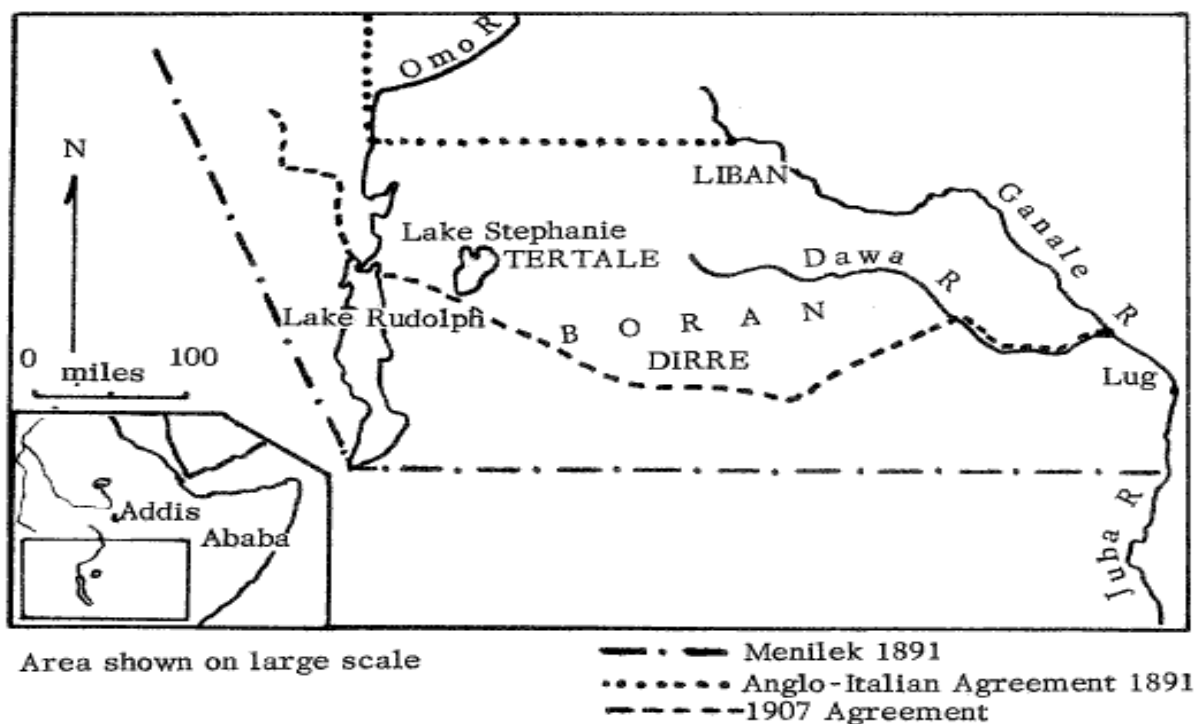 Omo R
N
LIBAN
Ganale R
Lake Stephanie
TERTALE
Dawa R
Lake Rudolph
BORAN
DIRRE
0 100
miles
Lug
Addis
Ababa
Juba R
Area shown on large scale
Menilek 1891
Anglo-Italian Agreement 1891
1907 Agreement